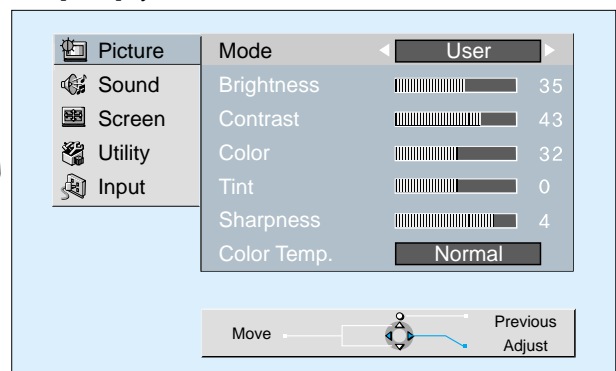 Picture
Sound
Screen
Utility
Input
Mode User
Brightness 35
Contrast 43
Color 32
Tint 0
Sharpness 4
Color Temp. Normal
Move
Previous
Adjust